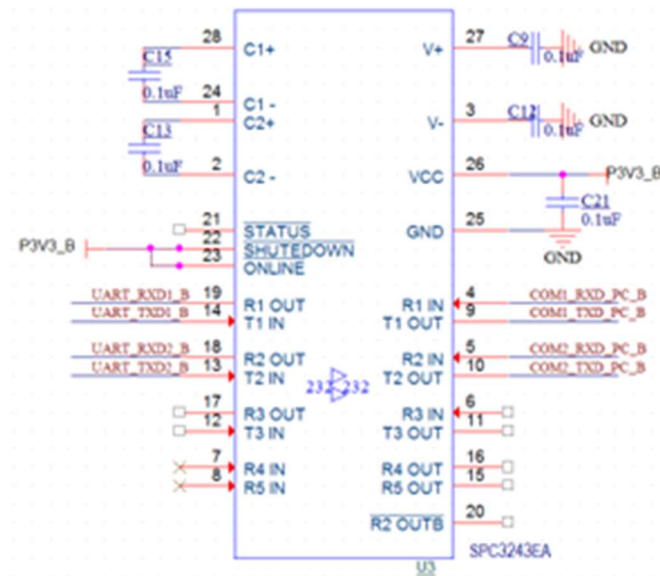 28 C1+ V+ 27 C9 0.1uF GND
C15 0.1uF
24 C1 -
1 C2+ V- 3 C12 0.1uF GND
C13 0.1uF
2 C2 - VCC 26 P3V3_B
C21 0.1uF
21 STATUS GND 25 GND
P3V3_B 22 SHUTEDOWN
23 ONLINE
UART_RXD1_B 19 R1 OUT R1 IN 4 COM1_RXD_PC_B
UART_TXD1_B 14 T1 IN T1 OUT 9 COM1_TXD_PC_B
UART_RXD2_B 18 R2 OUT R2 IN 5 COM2_RXD_PC_B
UART_TXD2_B 13 T2 IN T2 OUT 10 COM2_TXD_PC_B
232 232
17 R3 OUT R3 IN 6
12 T3 IN T3 OUT 11
7 R4 IN R4 OUT 16
8 R5 IN R5 OUT 15
R2 OUTB 20
SPC3243EA
U3